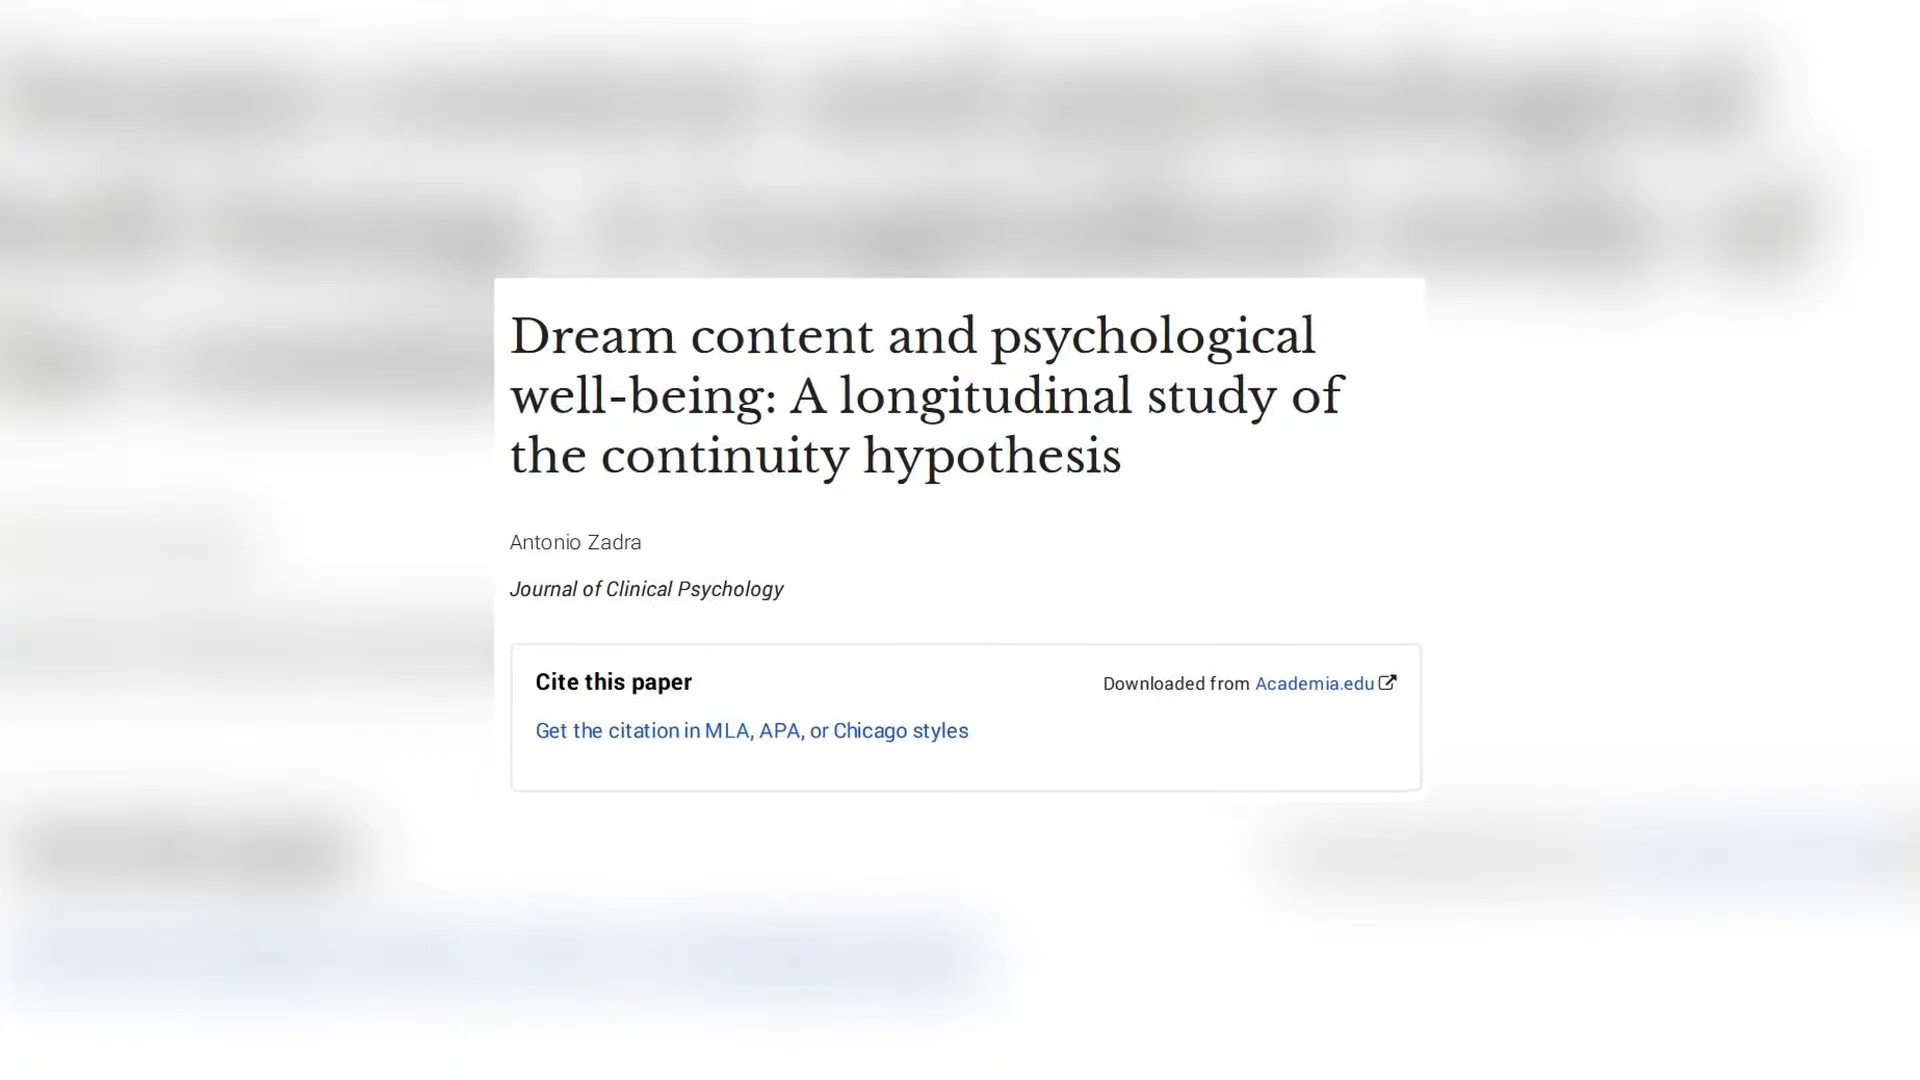 Dream content and psychological
well-being: A longitudinal study of
the continuity hypothesis
Antonio Zadra
Journal of Clinical Psychology
Cite this paper
Downloaded from Academia.edu
Get the citation in MLA, APA, or Chicago styles